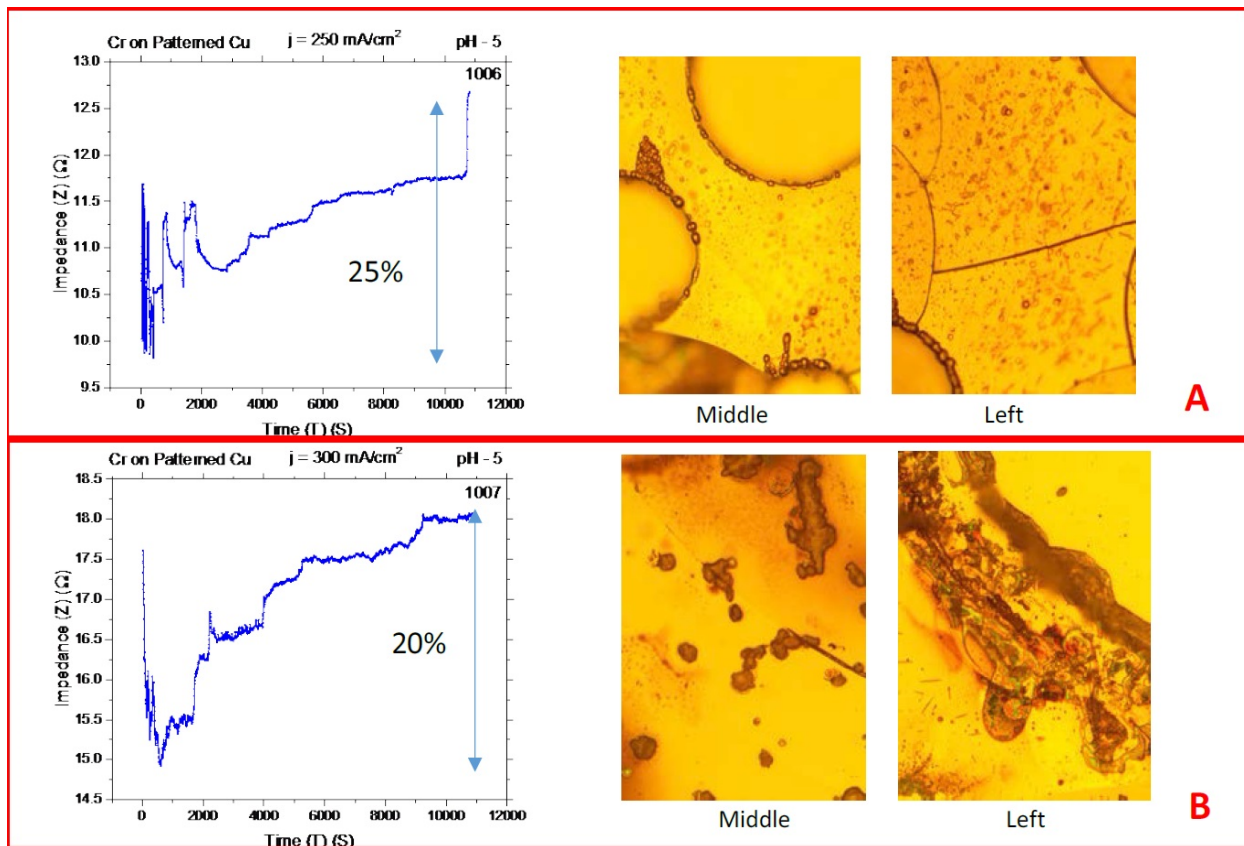 Cr on Patterned Cu j = 250 mA/cm² pH - 5
1006
13.0
12.5
12.0
11.5
11.0
10.5
10.0
9.5
Impedance (Z) (Ω)
25%
0 2000 4000 6000 8000 10000 12000
Time (T) (S)
Middle
Left
A
Cr on Patterned Cu j = 300 mA/cm² pH - 5
1007
18.5
18.0
17.5
17.0
16.5
16.0
15.5
15.0
14.5
Impedance (Z) (Ω)
20%
0 2000 4000 6000 8000 10000 12000
Time (T) (S)
Middle
Left
B